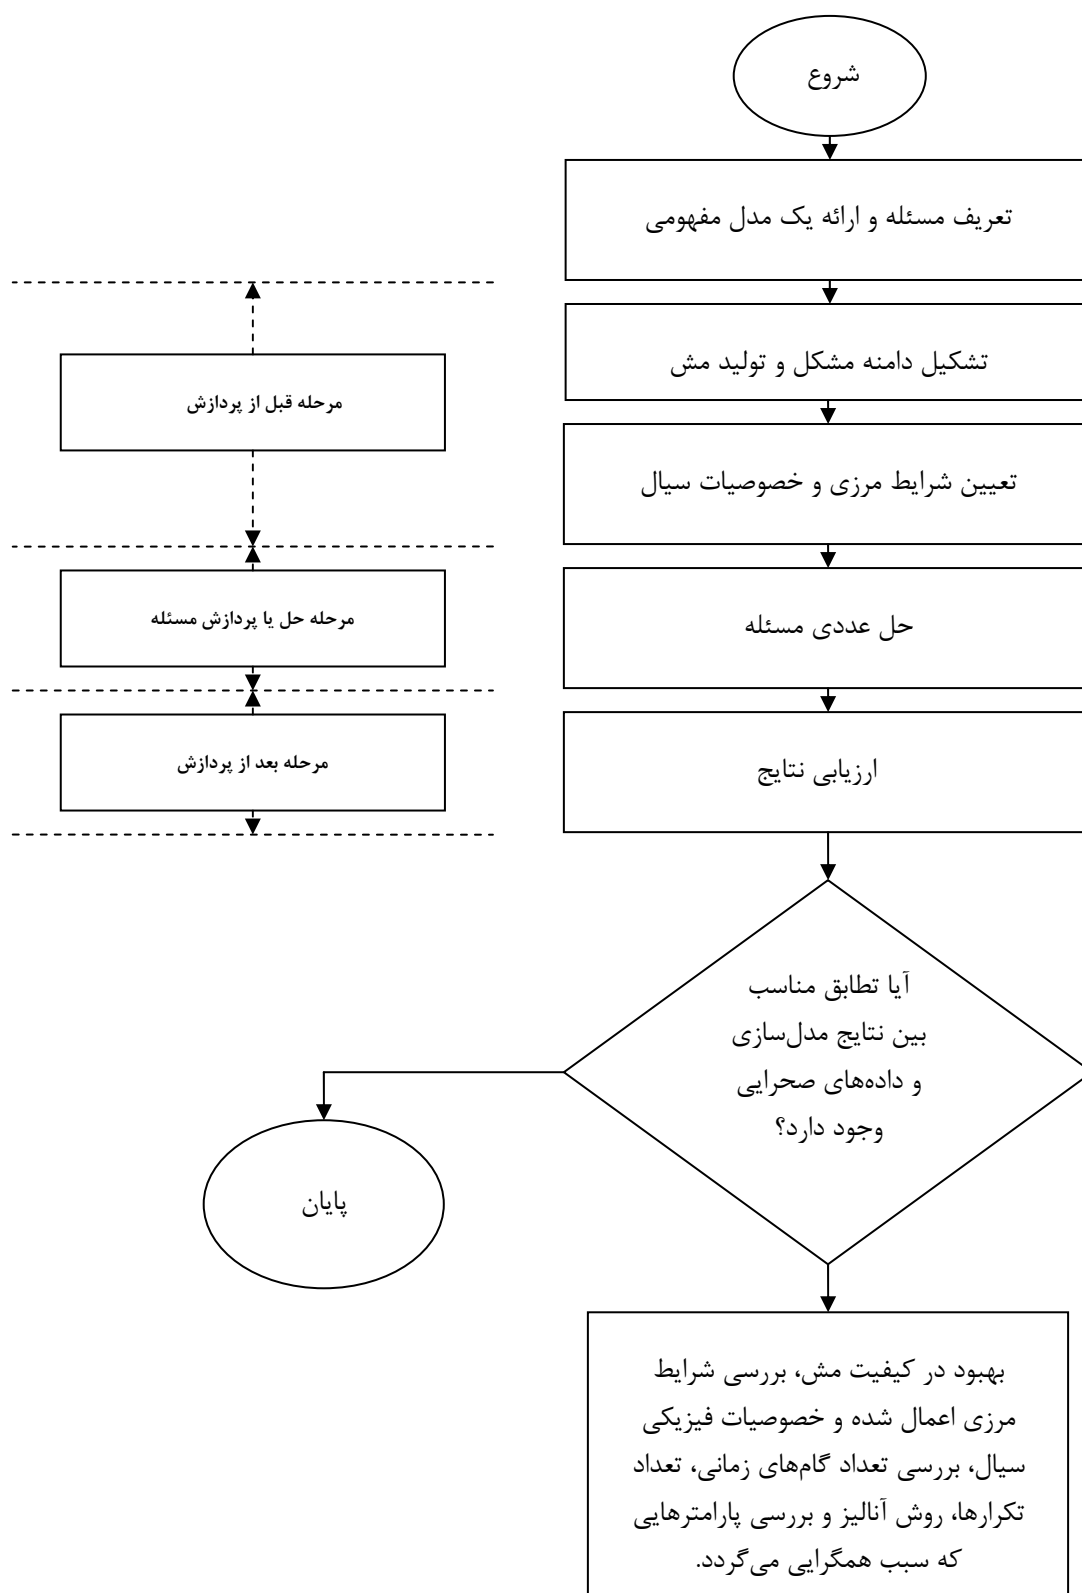 شروع
تعریف مسئله و ارائه یک مدل مفهومی
تشکیل دامنه مشکل و تولید مش
مرحله قبل از پردازش
تعیین شرایط مرزی و خصوصیات سیال
حل عددی مسئله
مرحله حل یا پردازش مسئله
ارزیابی نتایج
مرحله بعد از پردازش
آیا تطابق مناسب
بین نتایج مدل‌سازی
و داده‌های صحرایی
وجود دارد؟
پایان
بهبود در کیفیت مش، بررسی شرایط
مرزی اعمال شده و خصوصیات فیزیکی
سیال، بررسی تعداد گام‌های زمانی، تعداد
تکرارها، روش آنالیز و بررسی پارامترهایی
که سبب همگرایی می‌گردد.